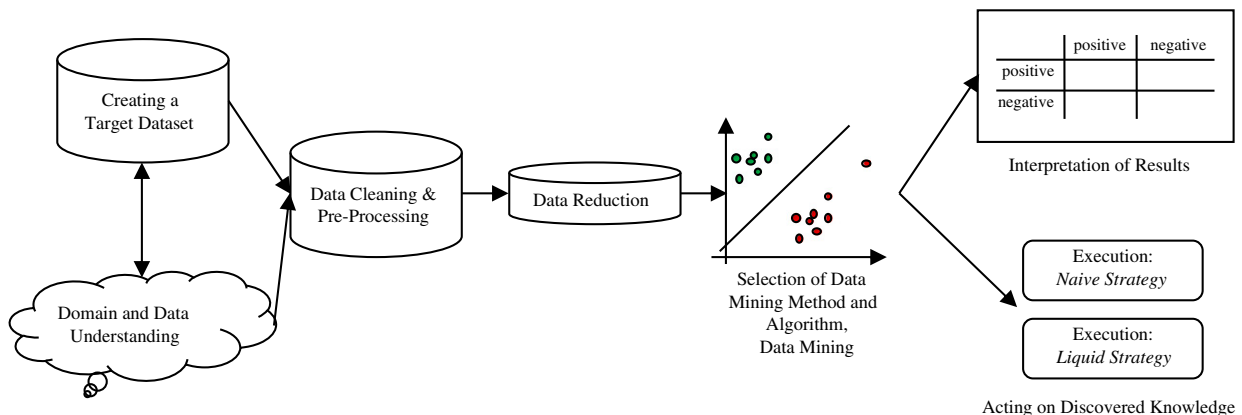 Creating a
Target Dataset
Domain and Data
Understanding
Data Cleaning &
Pre-Processing
Data Reduction
Selection of Data
Mining Method and
Algorithm,
Data Mining
positive negative
positive
negative
Interpretation of Results
Execution:
Naive Strategy
Execution:
Liquid Strategy
Acting on Discovered Knowledge